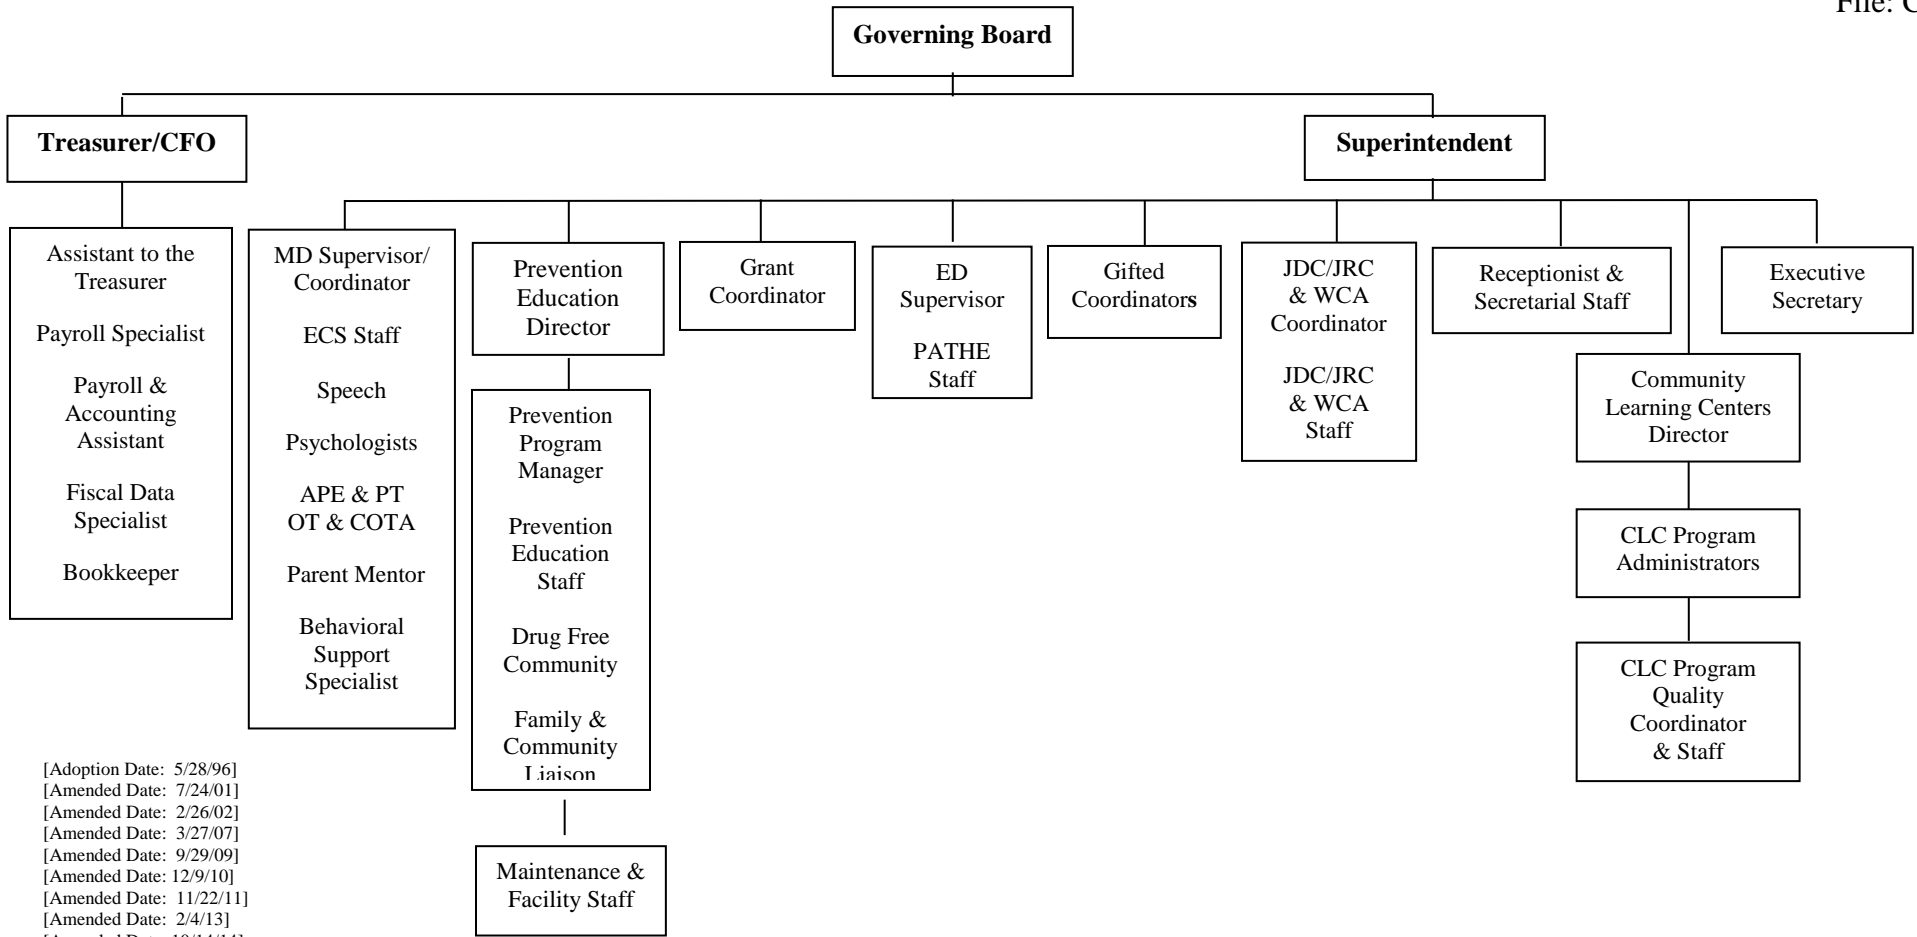 File: C
Governing Board
Treasurer/CFO
Superintendent
Assistant to the
Treasurer
Payroll Specialist
Payroll &
Accounting
Assistant
Fiscal Data
Specialist
Bookkeeper
MD Supervisor/
Coordinator
ECS Staff
Speech
Psychologists
APE & PT
OT & COTA
Parent Mentor
Behavioral
Support
Specialist
Prevention
Education
Director
Prevention
Program
Manager
Prevention
Education
Staff
Drug Free
Community
Family &
Community
Liaison
Maintenance &
Facility Staff
Grant
Coordinator
ED
Supervisor
PATHE
Staff
Gifted
Coordinators
JDC/JRC
& WCA
Coordinator
JDC/JRC
& WCA
Staff
Receptionist &
Secretarial Staff
Community
Learning Centers
Director
CLC Program
Administrators
CLC Program
Quality
Coordinator
& Staff
Executive
Secretary
[Adoption Date:  5/28/96]
[Amended Date:  7/24/01]
[Amended Date:  2/26/02]
[Amended Date:  3/27/07]
[Amended Date:  9/29/09]
[Amended Date: 12/9/10]
[Amended Date:  11/22/11]
[Amended Date:  2/4/13]
[Amended Date: 10/14/14]